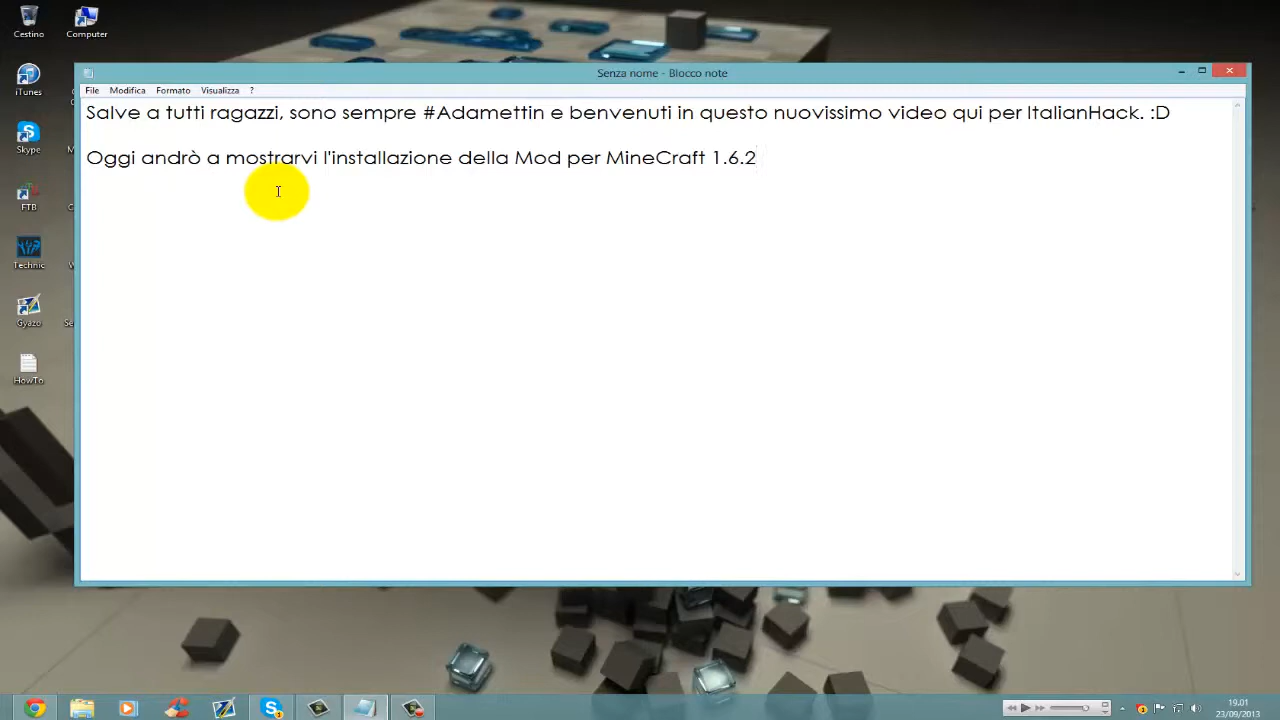 Cestino
Computer
Senza nome - Blocco note
File Modifica Formato Visualizza ?
Salve a tutti ragazzi, sono sempre #Adamettin e benvenuti in questo nuovissimo video qui per ItalianHack. :D
Oggi andrò a mostrarvi l'installazione della Mod per MineCraft 1.6.2
iTunes
Skype
FTB
Technic
Gyazo
HowTo
19.01
23/09/2013